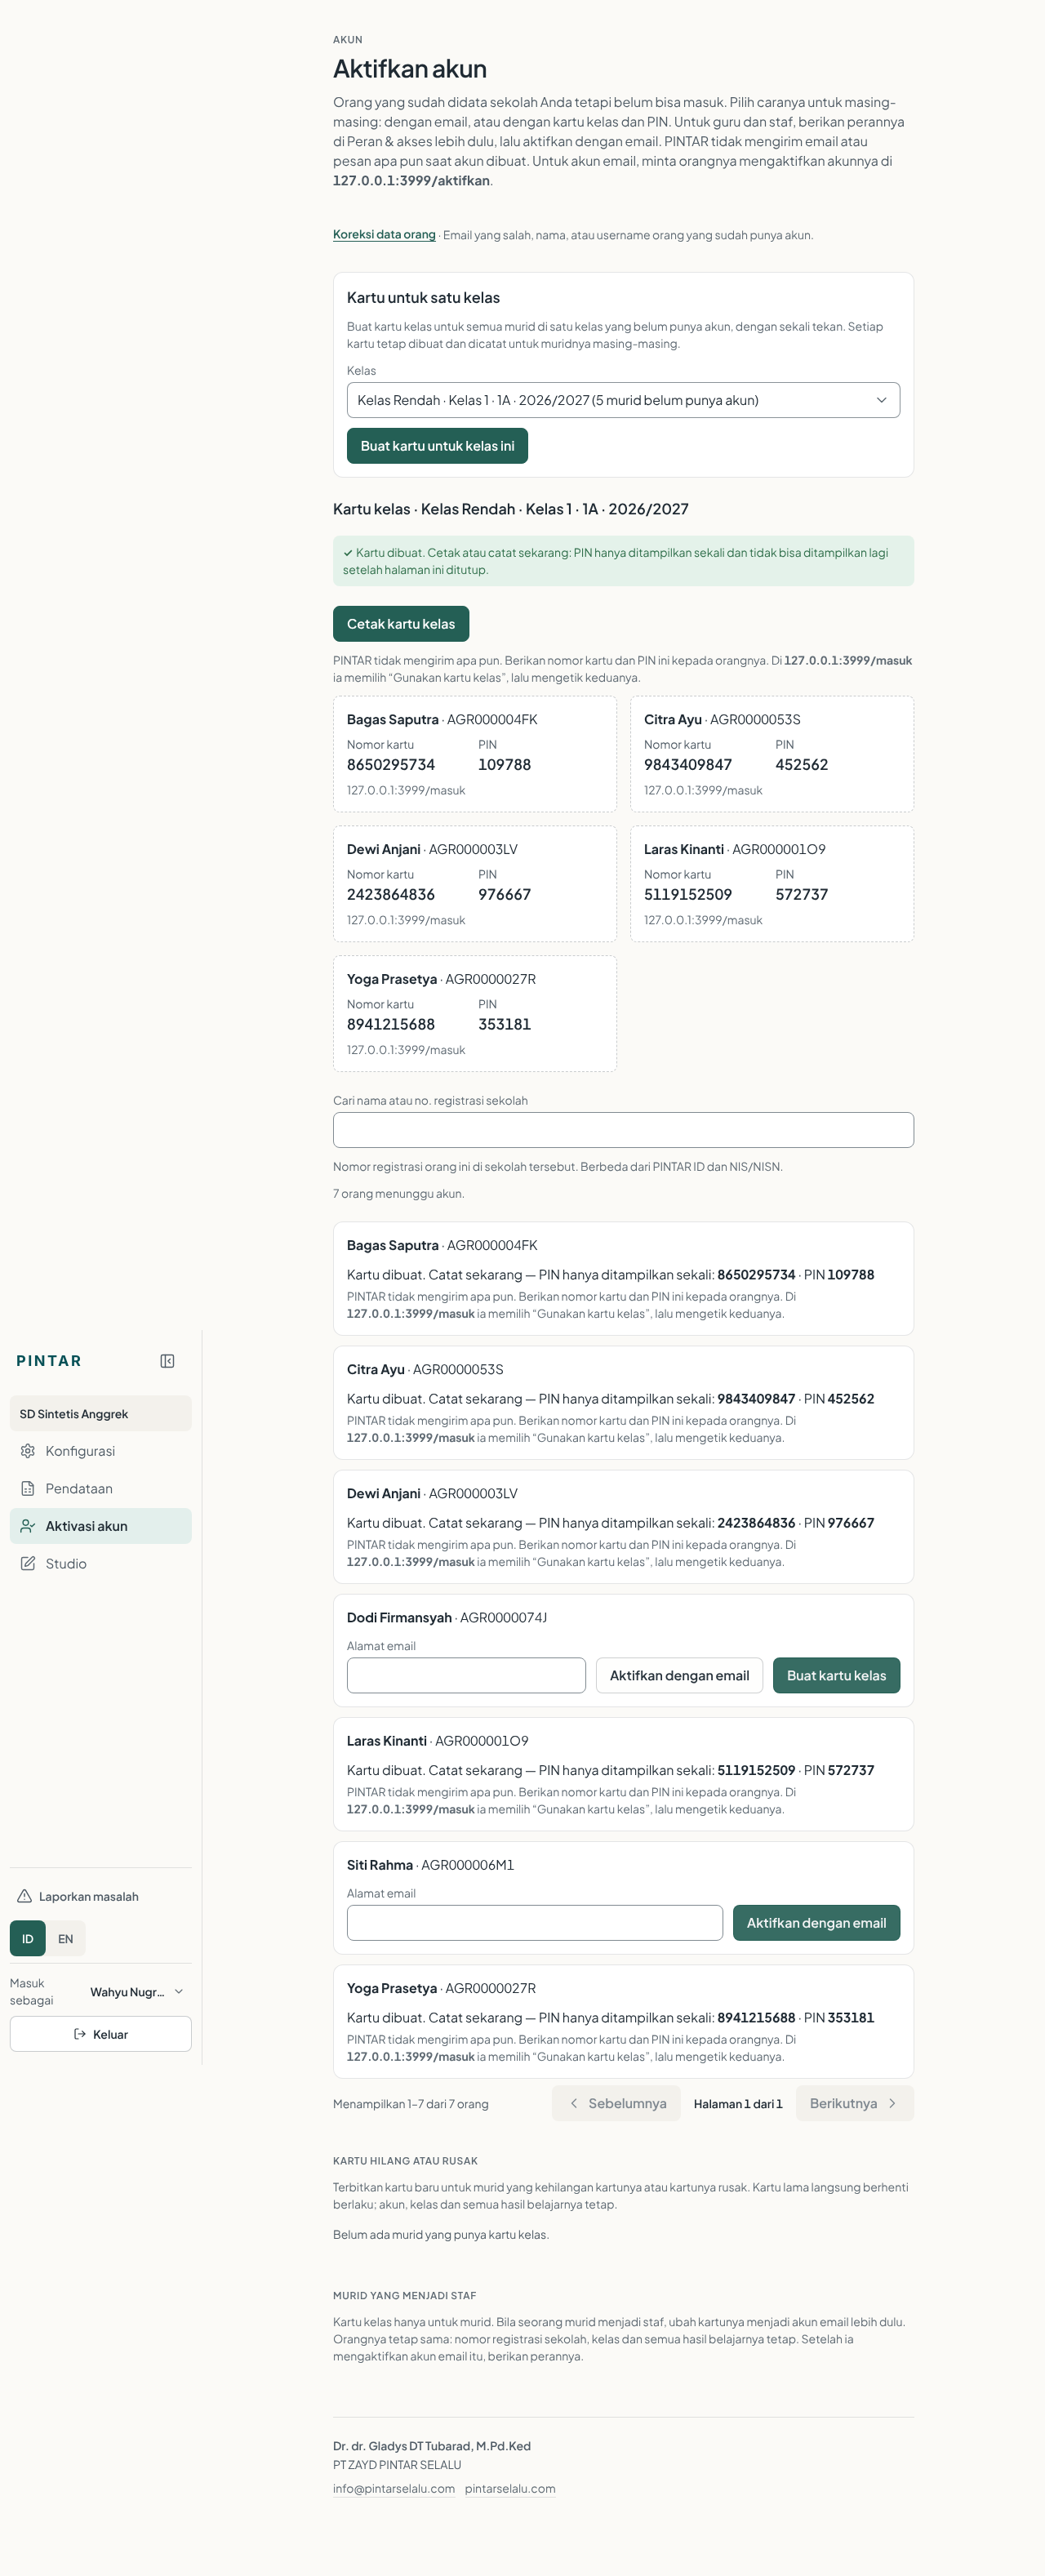 AKUN
Aktifkan akun
Orang yang sudah didata sekolah Anda tetapi belum bisa masuk. Pilih caranya untuk masing-
masing: dengan email, atau dengan kartu kelas dan PIN. Untuk guru dan staf, berikan perannya
di Peran & akses lebih dulu, lalu aktifkan dengan email. PINTAR tidak mengirim email atau
pesan apa pun saat akun dibuat. Untuk akun email, minta orangnya mengaktifkan akunnya di
127.0.0.1:3999/aktifkan.
Koreksi data orang · Email yang salah, nama, atau username orang yang sudah punya akun.
Kartu untuk satu kelas
Buat kartu kelas untuk semua murid di satu kelas yang belum punya akun, dengan sekali tekan. Setiap
kartu tetap dibuat dan dicatat untuk muridnya masing-masing.
Kelas
Kelas Rendah · Kelas 1 · 1A · 2026/2027 (5 murid belum punya akun)
Buat kartu untuk kelas ini
Kartu kelas · Kelas Rendah · Kelas 1 · 1A · 2026/2027
✓ Kartu dibuat. Cetak atau catat sekarang: PIN hanya ditampilkan sekali dan tidak bisa ditampilkan lagi
setelah halaman ini ditutup.
Cetak kartu kelas
PINTAR tidak mengirim apa pun. Berikan nomor kartu dan PIN ini kepada orangnya. Di 127.0.0.1:3999/masuk
ia memilih “Gunakan kartu kelas”, lalu mengetik keduanya.
Bagas Saputra · AGR000004FK
Nomor kartu PIN
8650295734 109788
127.0.0.1:3999/masuk
Citra Ayu · AGR0000053S
Nomor kartu PIN
9843409847 452562
127.0.0.1:3999/masuk
Dewi Anjani · AGR000003LV
Nomor kartu PIN
2423864836 976667
127.0.0.1:3999/masuk
Laras Kinanti · AGR000001O9
Nomor kartu PIN
5119152509 572737
127.0.0.1:3999/masuk
Yoga Prasetya · AGR0000027R
Nomor kartu PIN
8941215688 353181
127.0.0.1:3999/masuk
Cari nama atau no. registrasi sekolah
Nomor registrasi orang ini di sekolah tersebut. Berbeda dari PINTAR ID dan NIS/NISN.
7 orang menunggu akun.
Bagas Saputra · AGR000004FK
Kartu dibuat. Catat sekarang — PIN hanya ditampilkan sekali: 8650295734 · PIN 109788
PINTAR tidak mengirim apa pun. Berikan nomor kartu dan PIN ini kepada orangnya. Di
127.0.0.1:3999/masuk ia memilih “Gunakan kartu kelas”, lalu mengetik keduanya.
Citra Ayu · AGR0000053S
Kartu dibuat. Catat sekarang — PIN hanya ditampilkan sekali: 9843409847 · PIN 452562
PINTAR tidak mengirim apa pun. Berikan nomor kartu dan PIN ini kepada orangnya. Di
127.0.0.1:3999/masuk ia memilih “Gunakan kartu kelas”, lalu mengetik keduanya.
Dewi Anjani · AGR000003LV
Kartu dibuat. Catat sekarang — PIN hanya ditampilkan sekali: 2423864836 · PIN 976667
PINTAR tidak mengirim apa pun. Berikan nomor kartu dan PIN ini kepada orangnya. Di
127.0.0.1:3999/masuk ia memilih “Gunakan kartu kelas”, lalu mengetik keduanya.
Dodi Firmansyah · AGR0000074J
Alamat email
Aktifkan dengan email
Buat kartu kelas
Laras Kinanti · AGR000001O9
Kartu dibuat. Catat sekarang — PIN hanya ditampilkan sekali: 5119152509 · PIN 572737
PINTAR tidak mengirim apa pun. Berikan nomor kartu dan PIN ini kepada orangnya. Di
127.0.0.1:3999/masuk ia memilih “Gunakan kartu kelas”, lalu mengetik keduanya.
Siti Rahma · AGR000006M1
Alamat email
Aktifkan dengan email
Yoga Prasetya · AGR0000027R
Kartu dibuat. Catat sekarang — PIN hanya ditampilkan sekali: 8941215688 · PIN 353181
PINTAR tidak mengirim apa pun. Berikan nomor kartu dan PIN ini kepada orangnya. Di
127.0.0.1:3999/masuk ia memilih “Gunakan kartu kelas”, lalu mengetik keduanya.
Menampilkan 1–7 dari 7 orang
Sebelumnya
Halaman 1 dari 1
Berikutnya
KARTU HILANG ATAU RUSAK
Terbitkan kartu baru untuk murid yang kehilangan kartunya atau kartunya rusak. Kartu lama langsung berhenti
berlaku; akun, kelas dan semua hasil belajarnya tetap.
Belum ada murid yang punya kartu kelas.
MURID YANG MENJADI STAF
Kartu kelas hanya untuk murid. Bila seorang murid menjadi staf, ubah kartunya menjadi akun email lebih dulu.
Orangnya tetap sama: nomor registrasi sekolah, kelas dan semua hasil belajarnya tetap. Setelah ia
mengaktifkan akun email itu, berikan perannya.
Dr. dr. Gladys DT Tubarad, M.Pd.Ked
PT ZAYD PINTAR SELALU
info@pintarselalu.com pintarselalu.com
PINTAR
SD Sintetis Anggrek
Konfigurasi
Pendataan
Aktivasi akun
Studio
Laporkan masalah
ID EN
Masuk
sebagai
Wahyu Nugr…
Keluar